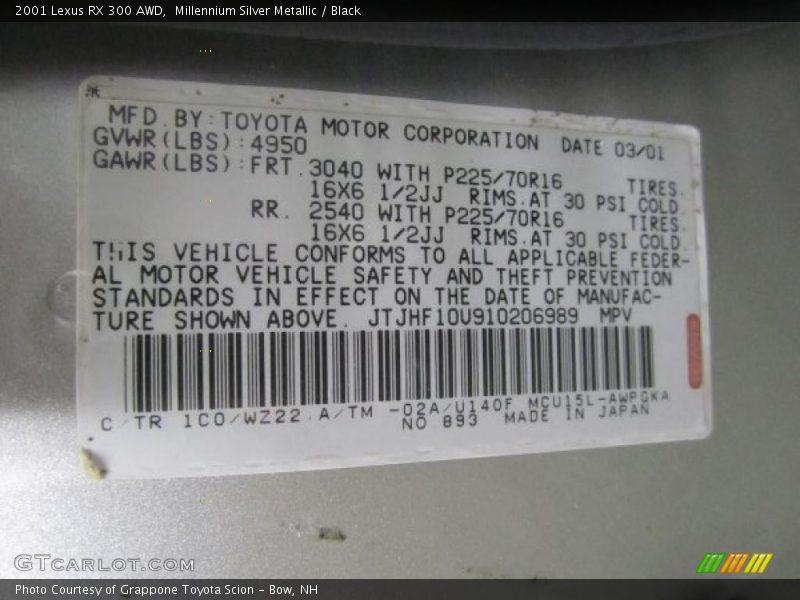 2001 Lexus RX 300 AWD, Millennium Silver Metallic / Black
MFD. BY: TOYOTA MOTOR CORPORATION DATE 03/01
GVWR(LBS):4950
GAWR(LBS):FRT. 3040 WITH P225/70R16 TIRES.
16X6 1/2JJ RIMS.AT 30 PSI COLD.
RR. 2540 WITH P225/70R16 TIRES.
16X6 1/2JJ RIMS.AT 30 PSI COLD.
THIS VEHICLE CONFORMS TO ALL APPLICABLE FEDER-
AL MOTOR VEHICLE SAFETY AND THEFT PREVENTION
STANDARDS IN EFFECT ON THE DATE OF MANUFAC-
TURE SHOWN ABOVE. JTJHF10U910206989 MPV
C/TR 1C0/WZ22.A/TM -02A/U140F MCU15L-AWPGKA
NO 893 MADE IN JAPAN
GTCARLOT.COM
Photo Courtesy of Grappone Toyota Scion - Bow, NH